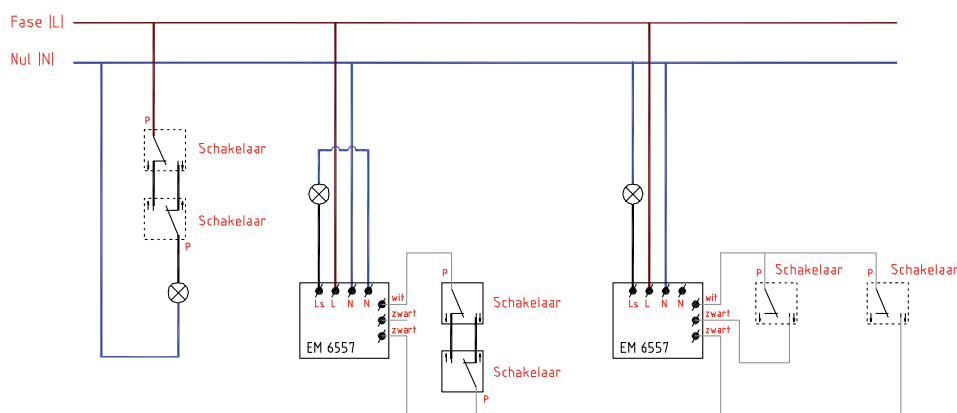 Fase |L|
Nul |N|
P
Schakelaar
Schakelaar
P
Ls L N N
wit
zwart
zwart
EM 6557
P
Schakelaar
Schakelaar
P
Ls L N N
wit
zwart
zwart
EM 6557
P Schakelaar
P Schakelaar